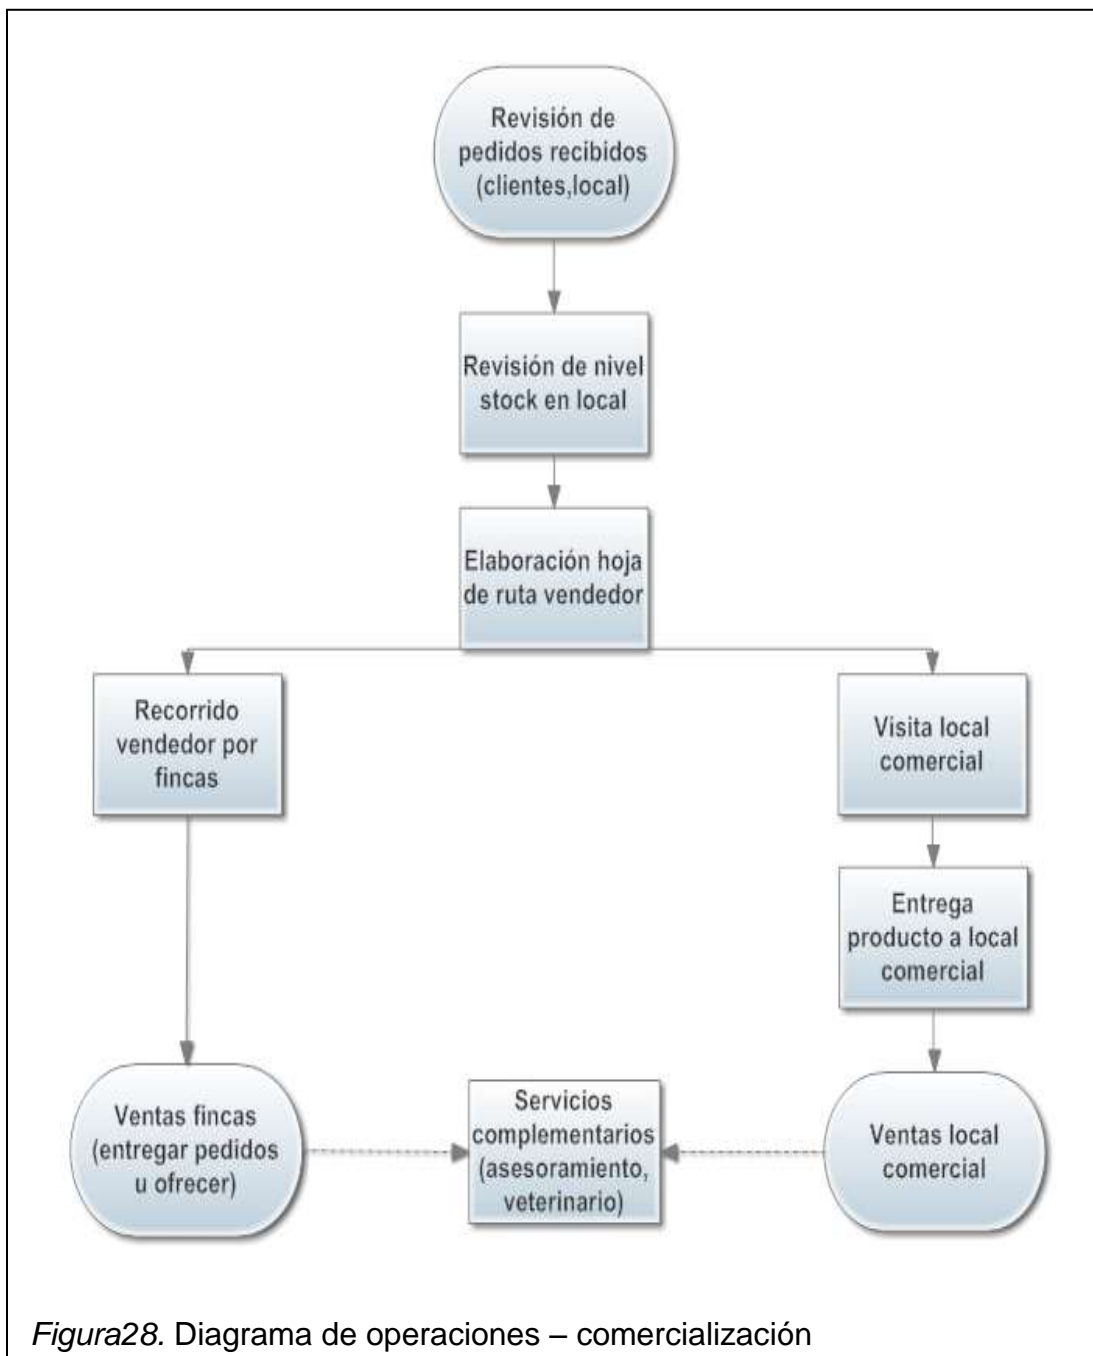 Revisión de
pedidos recibidos
(clientes,local)
Revisión de nivel
stock en local
Elaboración hoja
de ruta vendedor
Recorrido
vendedor por
fincas
Visita local
comercial
Entrega
producto a local
comercial
Ventas fincas
(entregar pedidos
u ofrecer)
Servicios
complementarios
(asesoramiento,
veterinario)
Ventas local
comercial
Figura28. Diagrama de operaciones – comercialización